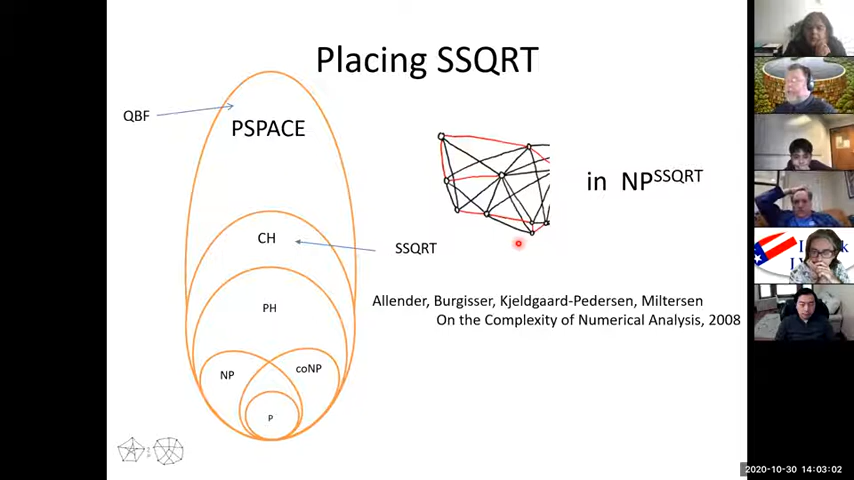 Placing SSQRT
QBF
PSPACE
in NP^SSQRT
CH
SSQRT
PH
Allender, Burgisser, Kjeldgaard-Pedersen, Miltersen
On the Complexity of Numerical Analysis, 2008
NP
coNP
P
2020-10-30 14:03:02